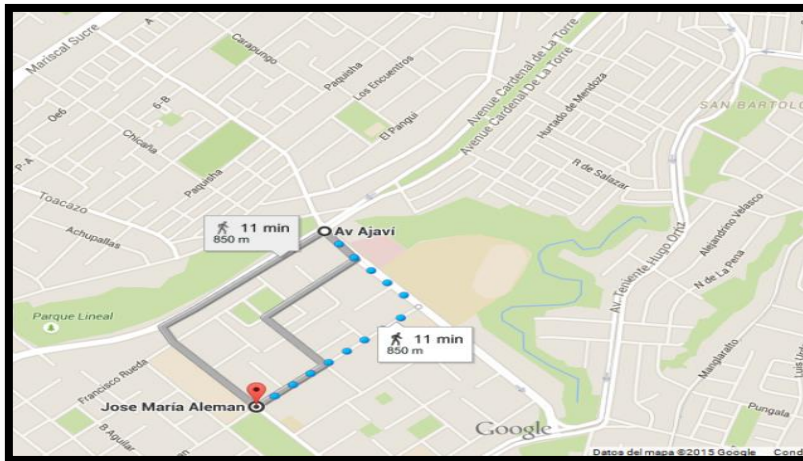 Mariscal Sucre
A
Carapungo
Paquisha
Los Encuentros
Avenue Cardenal de La Torre
Avenue Cardenal De La Torre
Hurtado de Mendoza
SAN BARTOLO
Oe6
6-B
Chicaña
El Pangui
P-A
Paquisha
R de Salazar
Toacazo
Achupallas
11 min
850 m
Av Ajaví
Alejandrino Velasco
N de La Pena
Av. Teniente Hugo Ortiz
Parque Lineal
11 min
850 m
Francisco Rueda
Manglaralto
Jose María Aleman
B Aguilar
Pungala
Google
Datos del mapa ©2015 Google
Cond